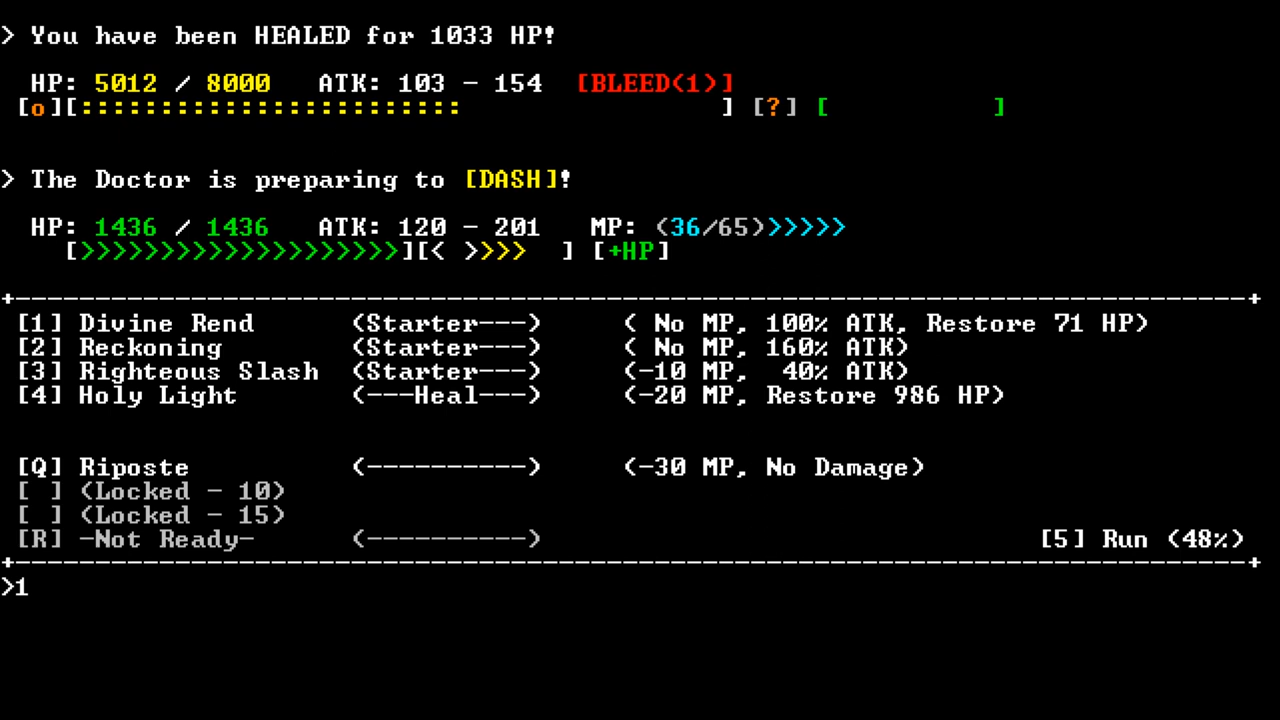 > You have been HEALED for 1033 HP!
HP: 5012 / 8000 ATK: 103 - 154 [BLEED(1)]
[o][::::::::::::::::::::::::                 ] [?] [           ]
> The Doctor is preparing to [DASH]!
HP: 1436 / 1436 ATK: 120 - 201 MP: (36/65)>>>>>
[>>>>>>>>>>>>>>>>>>>>][< >>>>  ] [+HP]
+------------------------------------------------------------------------------+
[1] Divine Rend (Starter---) ( No MP, 100% ATK, Restore 71 HP)
[2] Reckoning (Starter---) ( No MP, 160% ATK)
[3] Righteous Slash (Starter---) (-10 MP, 40% ATK)
[4] Holy Light (---Heal---) (-20 MP, Restore 986 HP)
[Q] Riposte (----------) (-30 MP, No Damage)
[ ] (Locked - 10)
[ ] (Locked - 15)
[R] -Not Ready- (----------) [5] Run (48%)
+------------------------------------------------------------------------------+
>1